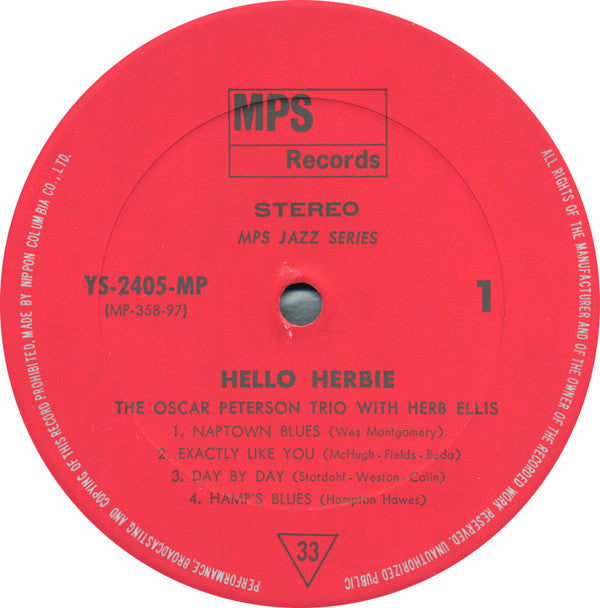 MPS
Records
STEREO
MPS JAZZ SERIES
YS-2405-MP
(MP-358-97)
1
HELLO HERBIE
THE OSCAR PETERSON TRIO WITH HERB ELLIS
1. NAPTOWN BLUES (Wes Montgomery)
2. EXACTLY LIKE YOU (McHugh - Fields - Boda)
3. DAY BY DAY (Stordahl - Weston - Calin)
4. HAMP'S BLUES (Hampton Hawes)
33
ALL RIGHTS OF THE MANUFACTURER AND OF THE OWNER OF THE RECORDED WORK RESERVED. UNAUTHORIZED PUBLIC
PERFORMANCE, BROADCASTING AND COPYING OF THIS RECORD PROHIBITED. MADE BY NIPPON COLUMBIA CO., LTD.